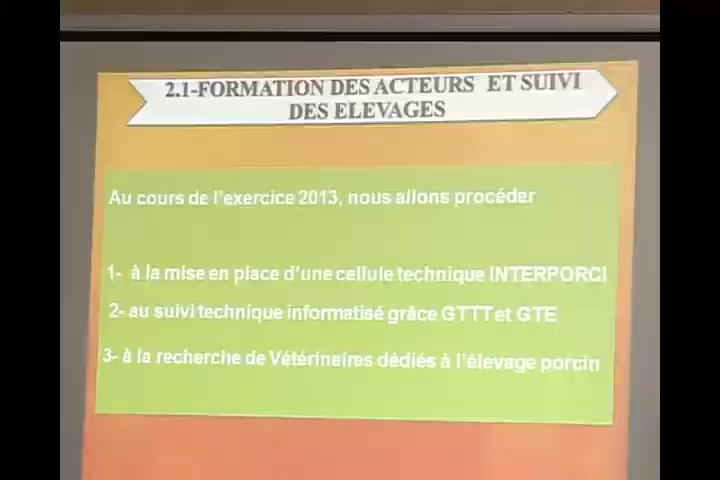 2.1-FORMATION DES ACTEURS ET SUIVI
DES ELEVAGES
Au cours de l'exercice 2013, nous allons procéder
1- à la mise en place d'une cellule technique INTERPORCI
2- au suivi technique informatisé grâce GTTT et GTE
3- à la recherche de Vétérinaires dédiés à l'élevage porcin